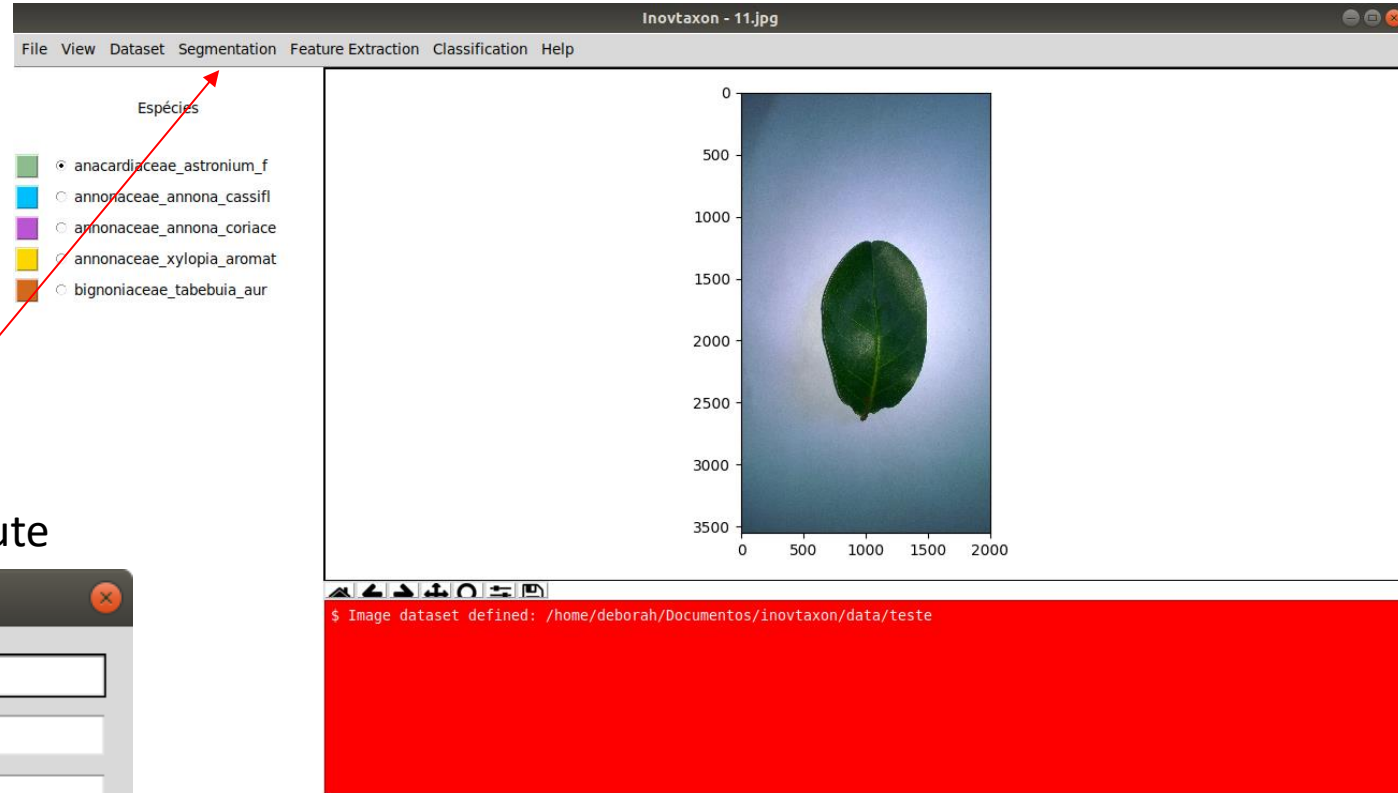 Inovtaxon - 11.jpg
File View Dataset Segmentation Feature Extraction Classification Help
Espécies
anacardiaceae_astronium_f
annonaceae_annona_cassifl
annonaceae_annona_coriace
annonaceae_xylopia_aromat
bignoniaceae_tabebuia_aur
0
500
1000
1500
2000
2500
3000
3500
0 500 1000 1500 2000
ute
$ Image dataset defined: /home/deborah/Documentos/inovtaxon/data/teste